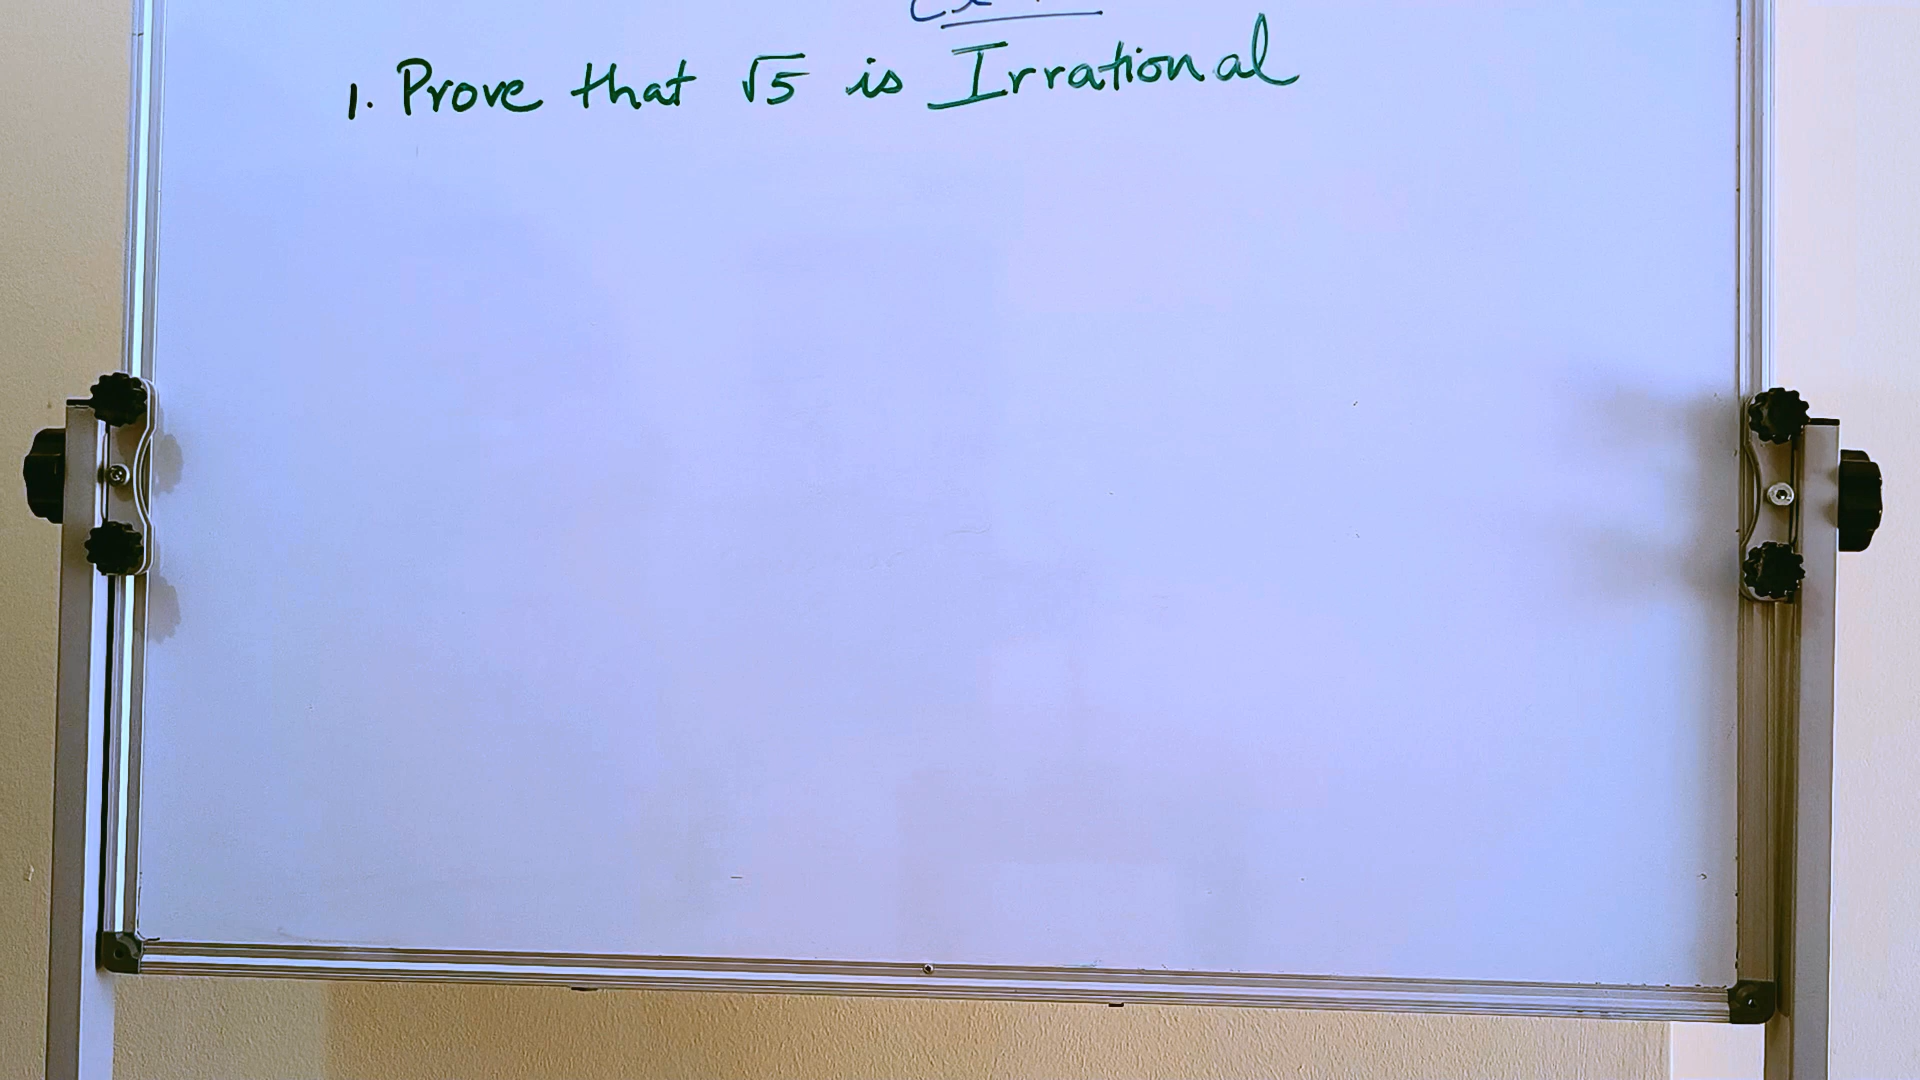 1. Prove that √5 is Irrational